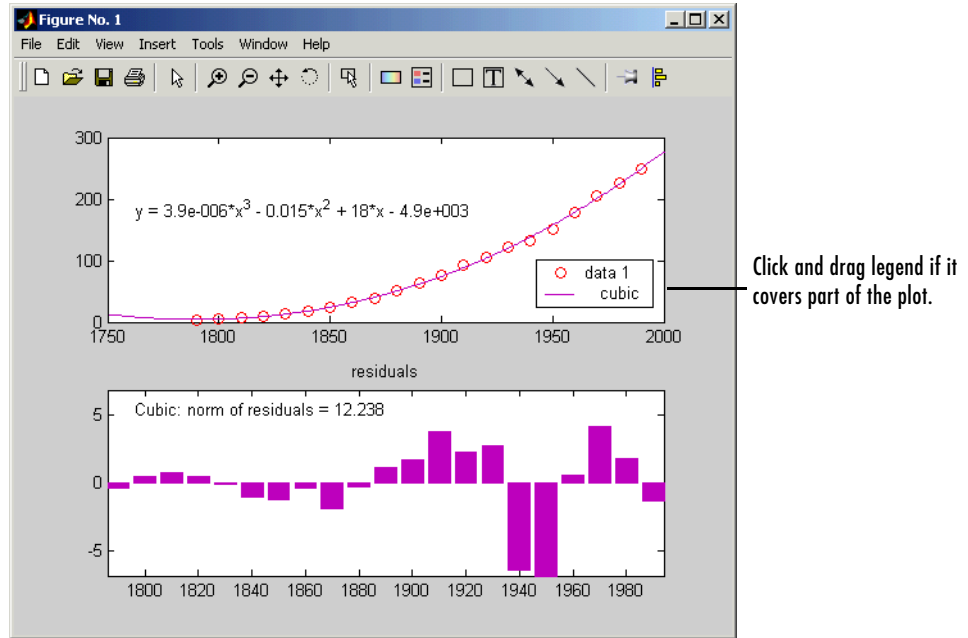 Figure No. 1
File Edit View Insert Tools Window Help
T
300
200
100
0
y = 3.9e-006*x^3 - 0.015*x^2 + 18*x - 4.9e+003
data 1
cubic
1750 1800 1850 1900 1950 2000
Click and drag legend if it
covers part of the plot.
residuals
Cubic: norm of residuals = 12.238
5
0
-5
1800 1820 1840 1860 1880 1900 1920 1940 1960 1980